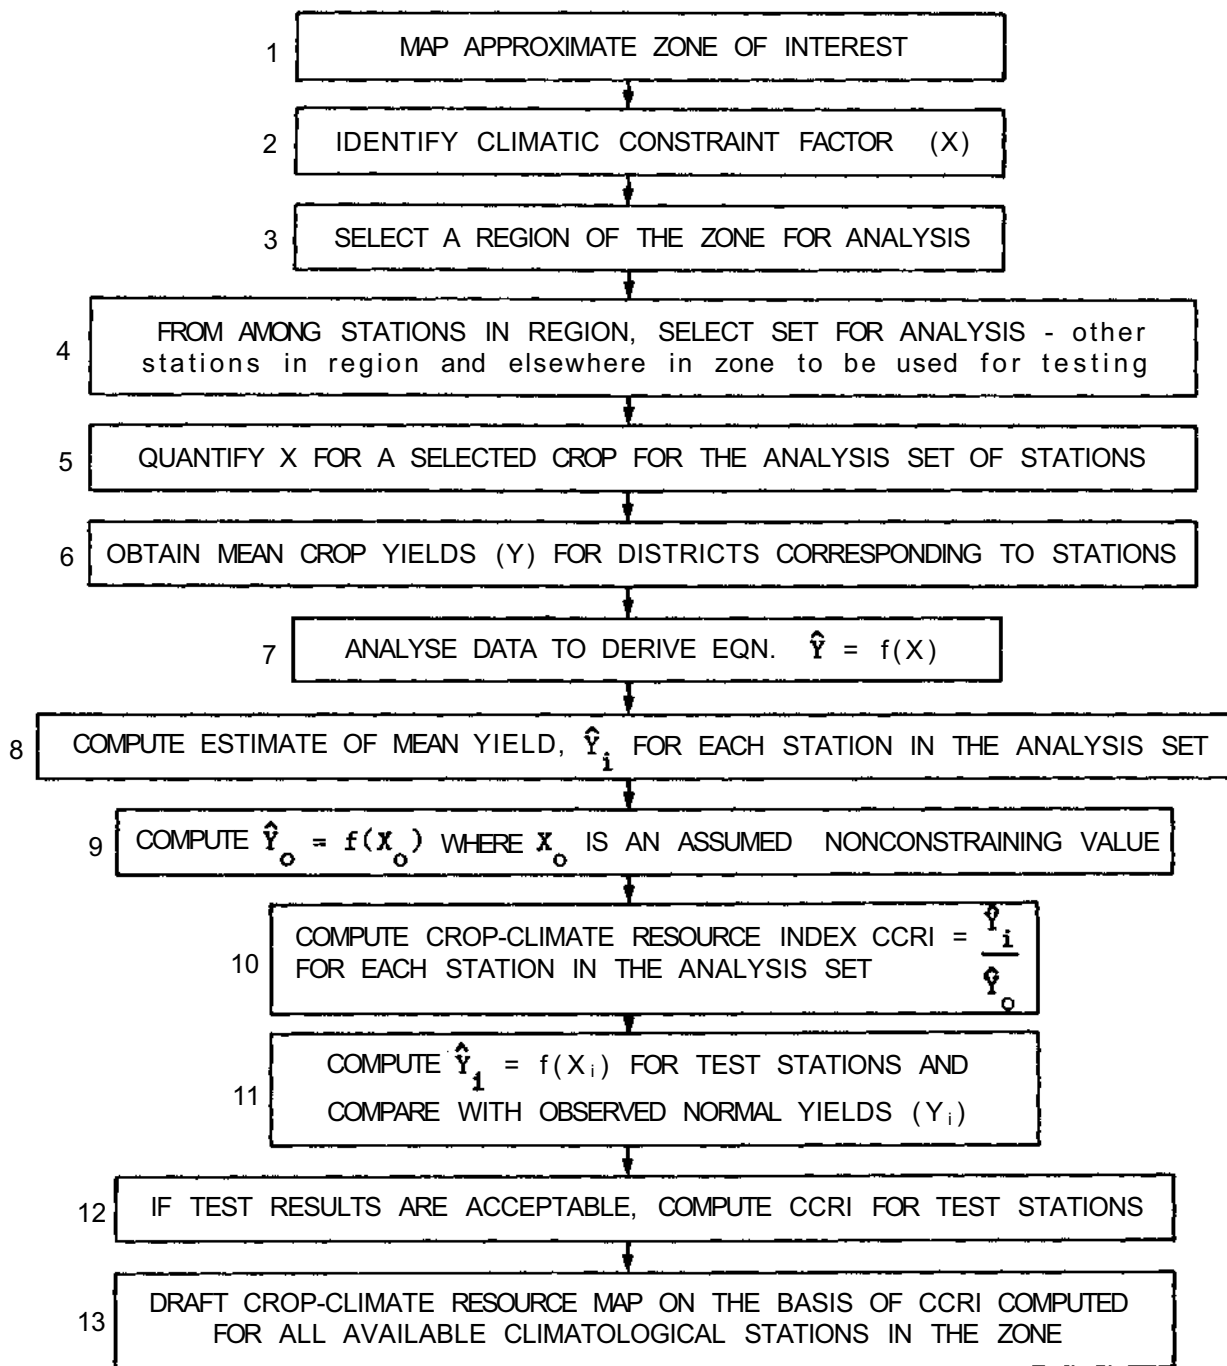 1 MAP APPROXIMATE ZONE OF INTEREST
2 IDENTIFY CLIMATIC CONSTRAINT FACTOR (X)
3 SELECT A REGION OF THE ZONE FOR ANALYSIS
4 FROM AMONG STATIONS IN REGION, SELECT SET FOR ANALYSIS - other
stations in region and elsewhere in zone to be used for testing
5 QUANTIFY X FOR A SELECTED CROP FOR THE ANALYSIS SET OF STATIONS
6 OBTAIN MEAN CROP YIELDS (Y) FOR DISTRICTS CORRESPONDING TO STATIONS
7 ANALYSE DATA TO DERIVE EQN. Ŷ = f(X)
8 COMPUTE ESTIMATE OF MEAN YIELD, Ŷi FOR EACH STATION IN THE ANALYSIS SET
9 COMPUTE Ŷo = f(Xo) WHERE Xo IS AN ASSUMED NONCONSTRAINING VALUE
10 COMPUTE CROP-CLIMATE RESOURCE INDEX CCRI = Ŷi / Ŷo
FOR EACH STATION IN THE ANALYSIS SET
11 COMPUTE Ŷi = f(Xi) FOR TEST STATIONS AND
COMPARE WITH OBSERVED NORMAL YIELDS (Yi)
12 IF TEST RESULTS ARE ACCEPTABLE, COMPUTE CCRI FOR TEST STATIONS
13 DRAFT CROP-CLIMATE RESOURCE MAP ON THE BASIS OF CCRI COMPUTED
FOR ALL AVAILABLE CLIMATOLOGICAL STATIONS IN THE ZONE